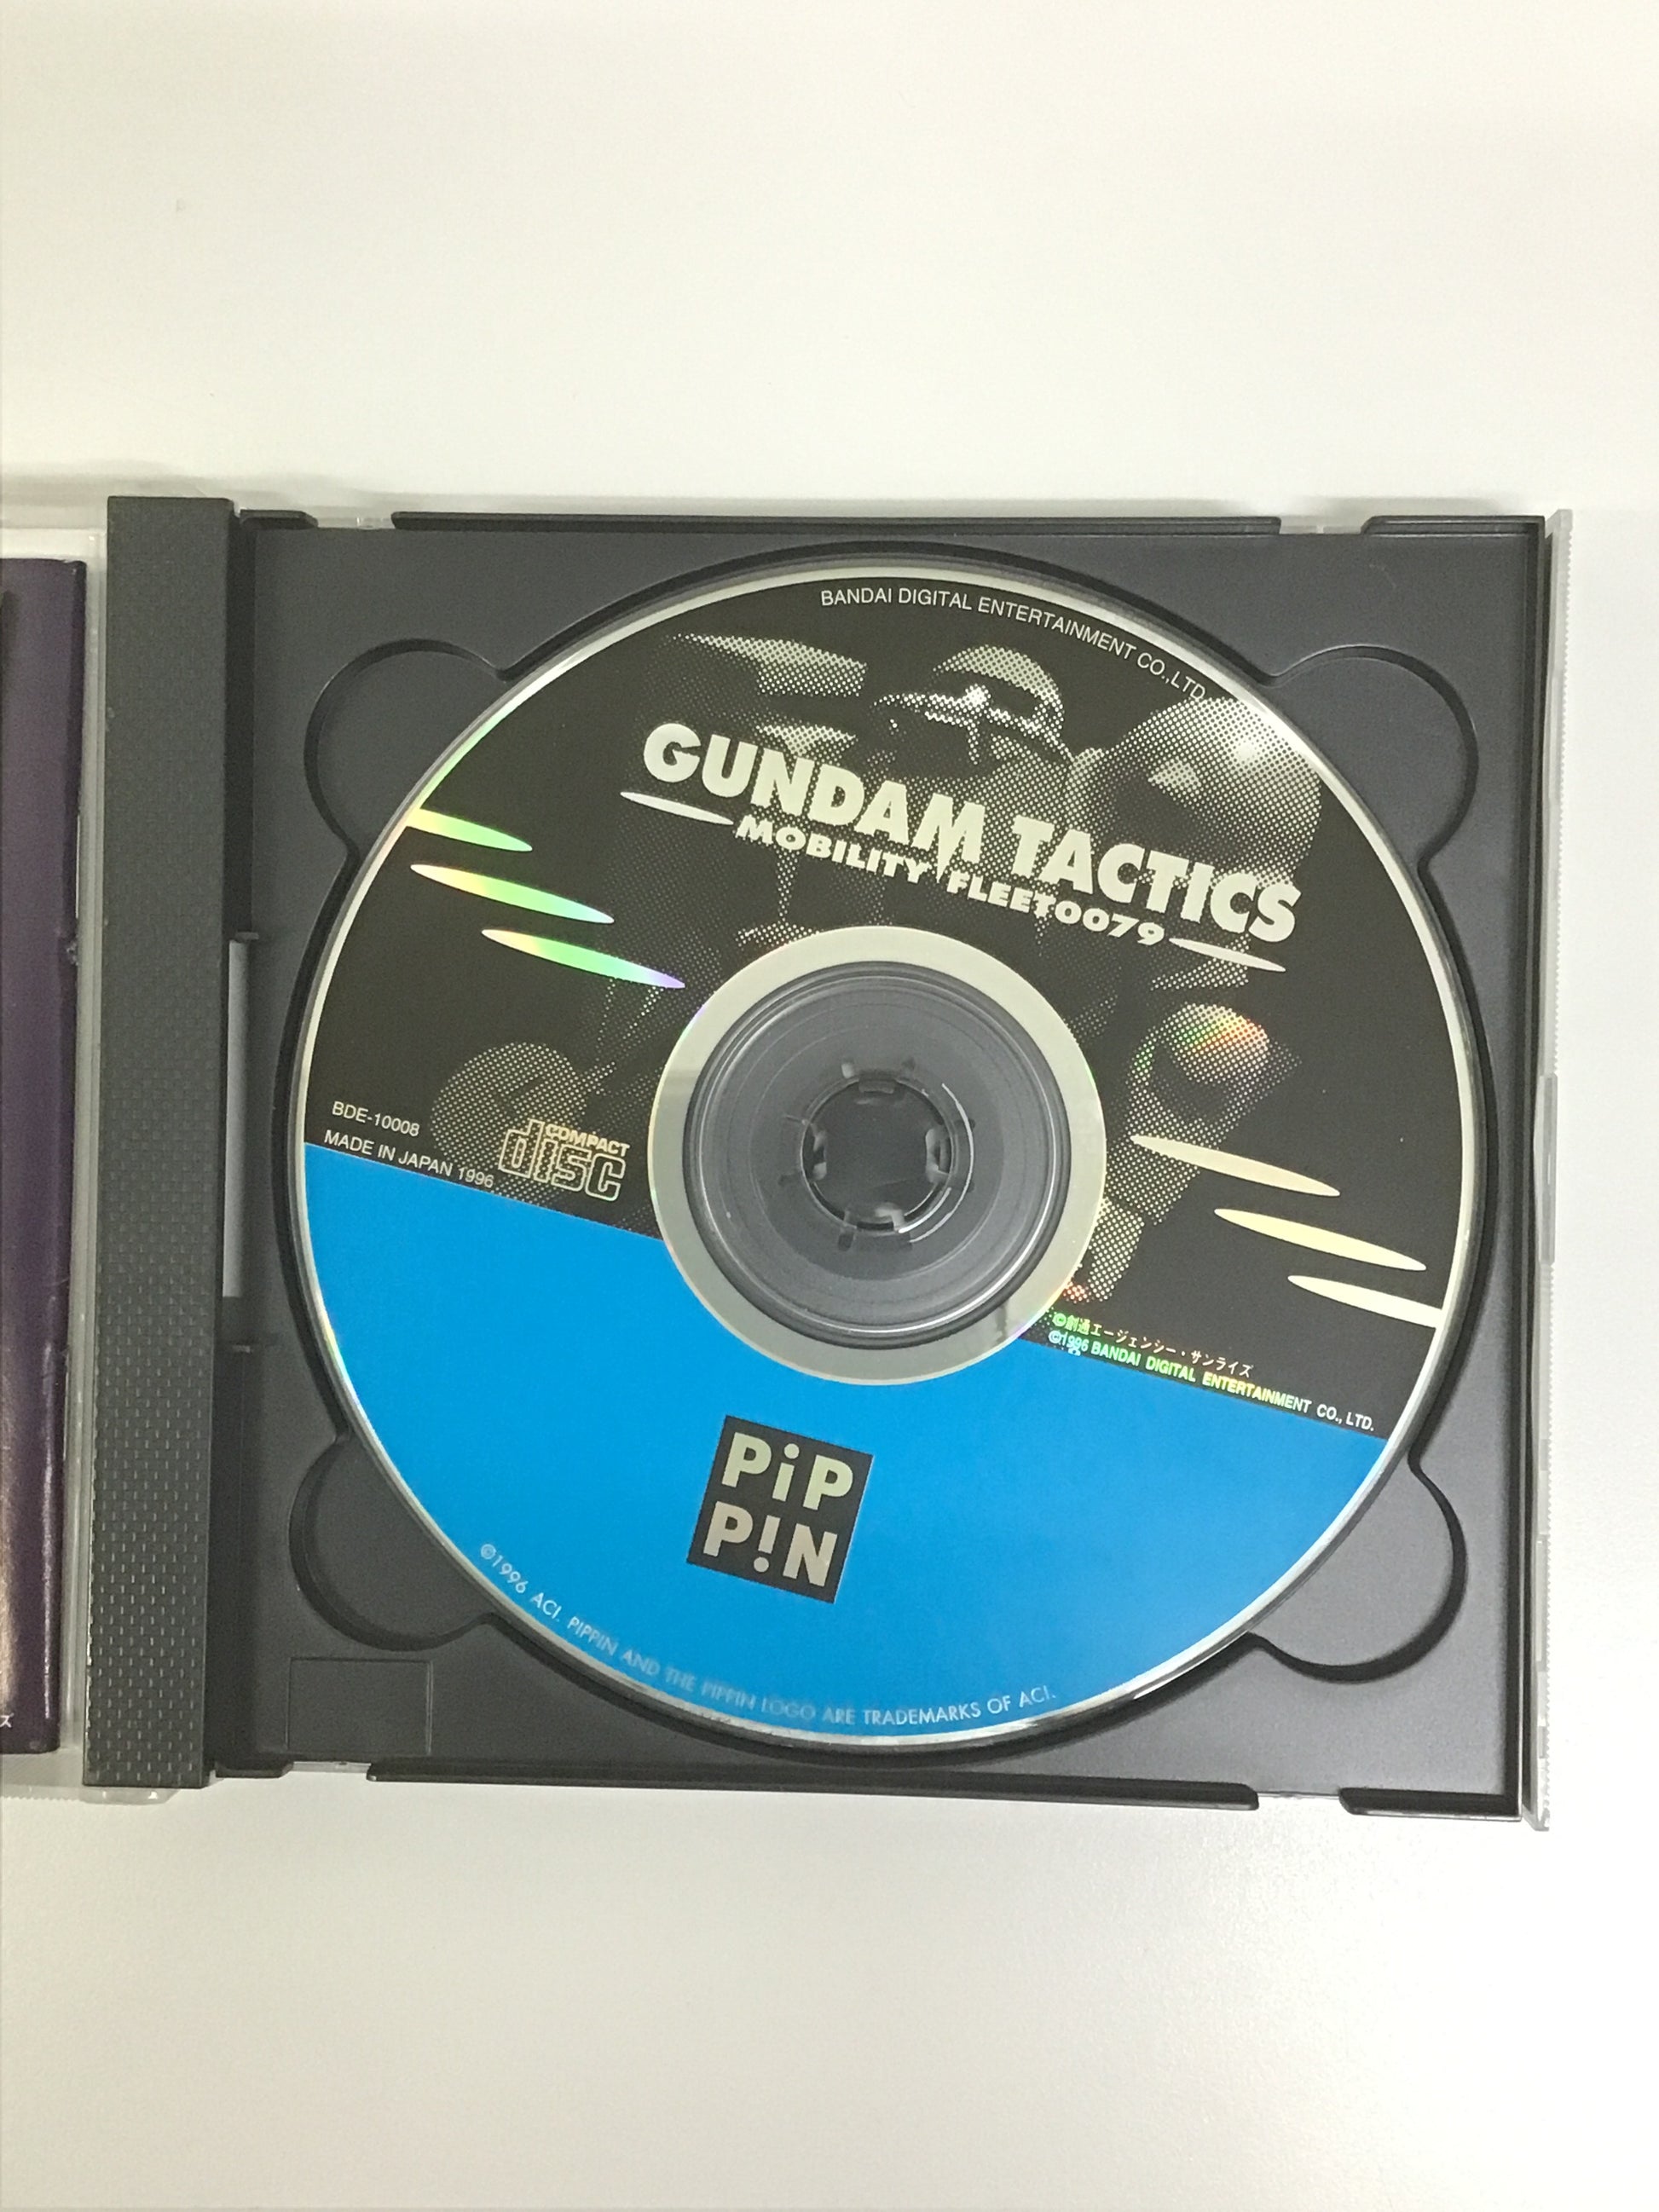 BANDAI DIGITAL ENTERTAINMENT CO.,LTD.
GUNDAM TACTICS
MOBILITY FLEET0079
BDE-10008
MADE IN JAPAN 1996
COMPACT
disc
©創通エージェンシー・サンライズ
©1996 BANDAI DIGITAL ENTERTAINMENT CO., LTD.
PiP
P!N
©1996 ACI. PIPPIN AND THE PIPPIN LOGO ARE TRADEMARKS OF ACI.
ズ